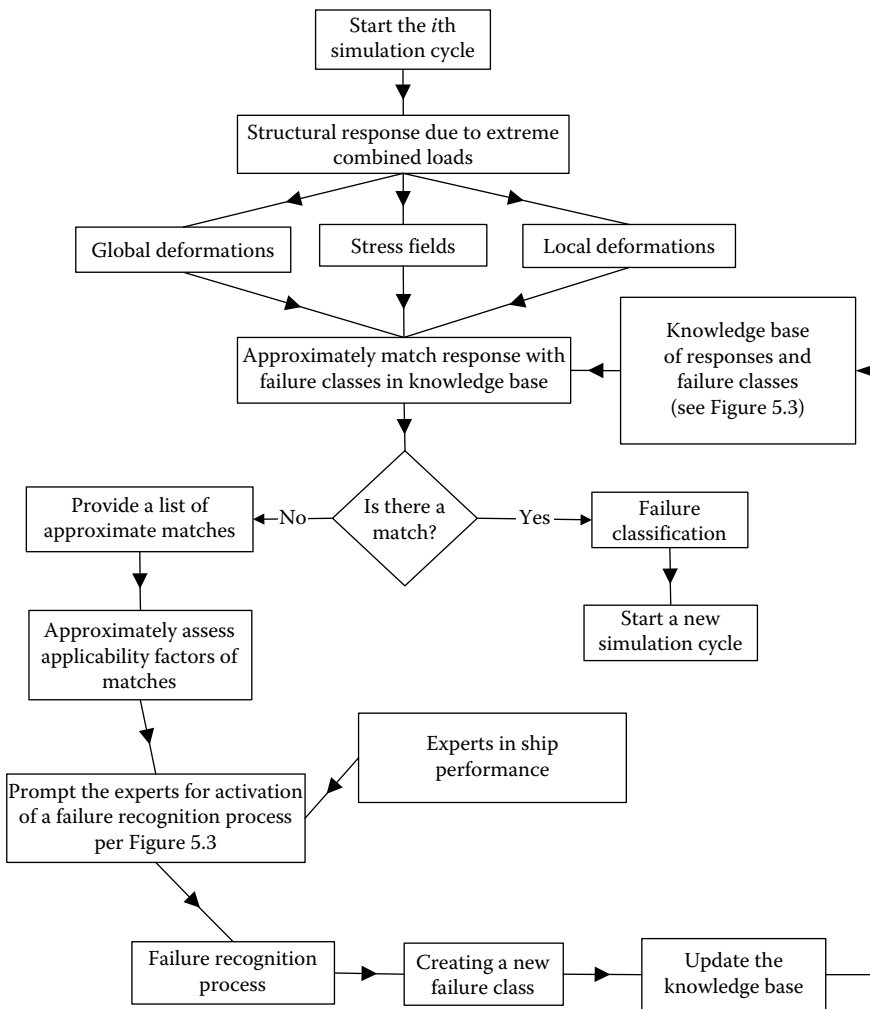 Start the ith
simulation cycle
Structural response due to extreme
combined loads
Global deformations
Stress fields
Local deformations
Approximately match response with
failure classes in knowledge base
Knowledge base
of responses and
failure classes
(see Figure 5.3)
Is there a
match?
No
Yes
Provide a list of
approximate matches
Failure
classification
Start a new
simulation cycle
Approximately assess
applicability factors of
matches
Experts in ship
performance
Prompt the experts for activation
of a failure recognition process
per Figure 5.3
Failure recognition
process
Creating a new
failure class
Update the
knowledge base